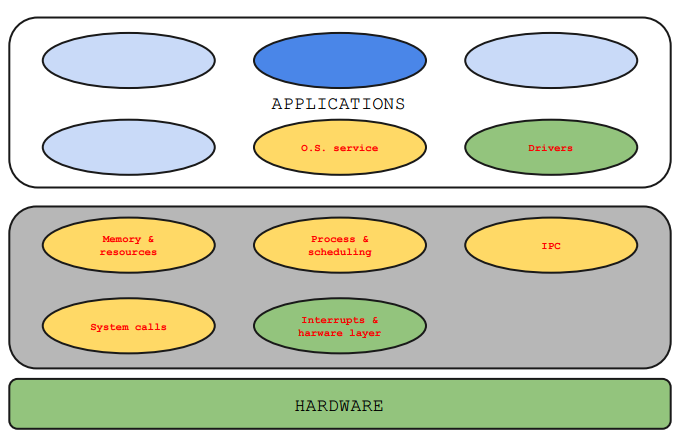 APPLICATIONS
O.S. service
Drivers
Memory &
resources
Process &
scheduling
IPC
System calls
Interrupts &
harware layer
HARDWARE